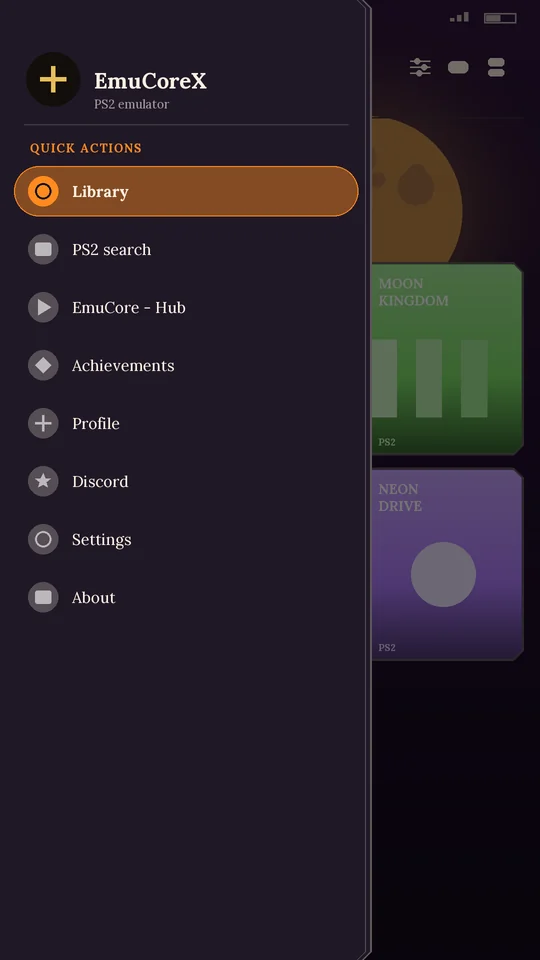 EmuCoreX
PS2 emulator
QUICK ACTIONS
Library
PS2 search
EmuCore - Hub
Achievements
Profile
Discord
Settings
About
MOON
KINGDOM
PS2
NEON
DRIVE
PS2